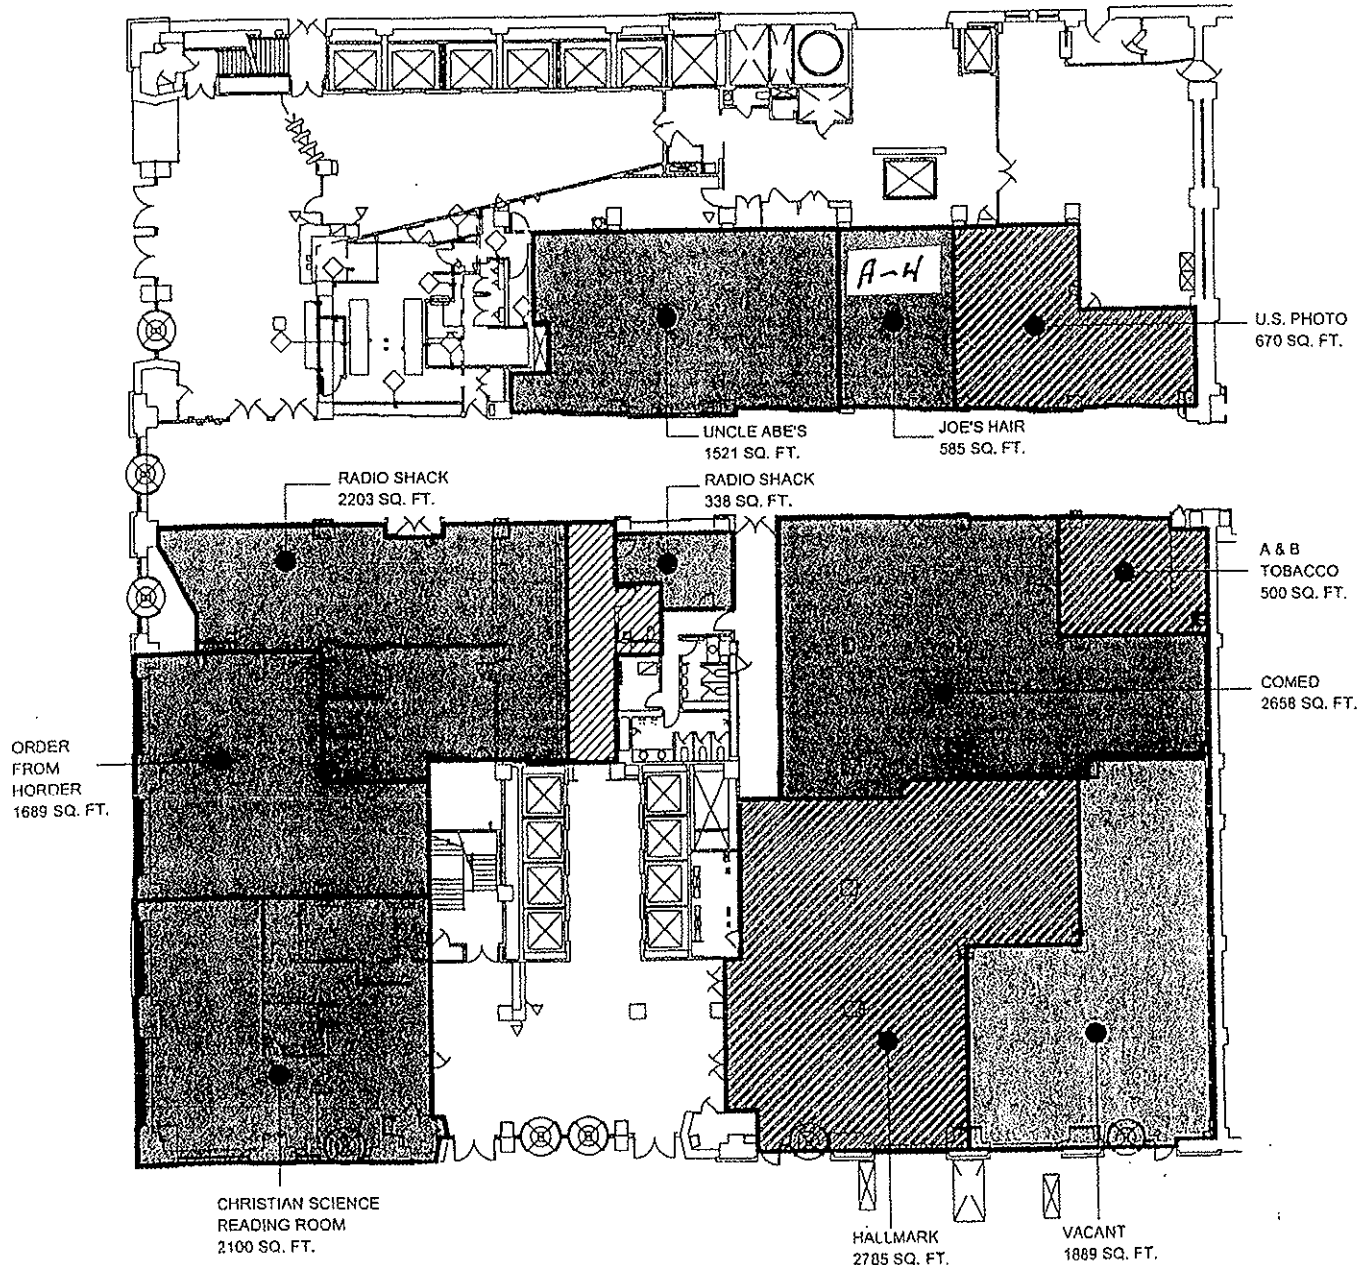 A-4
U.S. PHOTO
670 SQ. FT.
UNCLE ABE'S
1521 SQ. FT.
JOE'S HAIR
585 SQ. FT.
RADIO SHACK
2203 SQ. FT.
RADIO SHACK
338 SQ. FT.
A & B
TOBACCO
500 SQ. FT.
COMED
2658 SQ. FT.
ORDER
FROM
HORDER
1689 SQ. FT.
CHRISTIAN SCIENCE
READING ROOM
2100 SQ. FT.
HALLMARK
2785 SQ. FT.
VACANT
1889 SQ. FT.